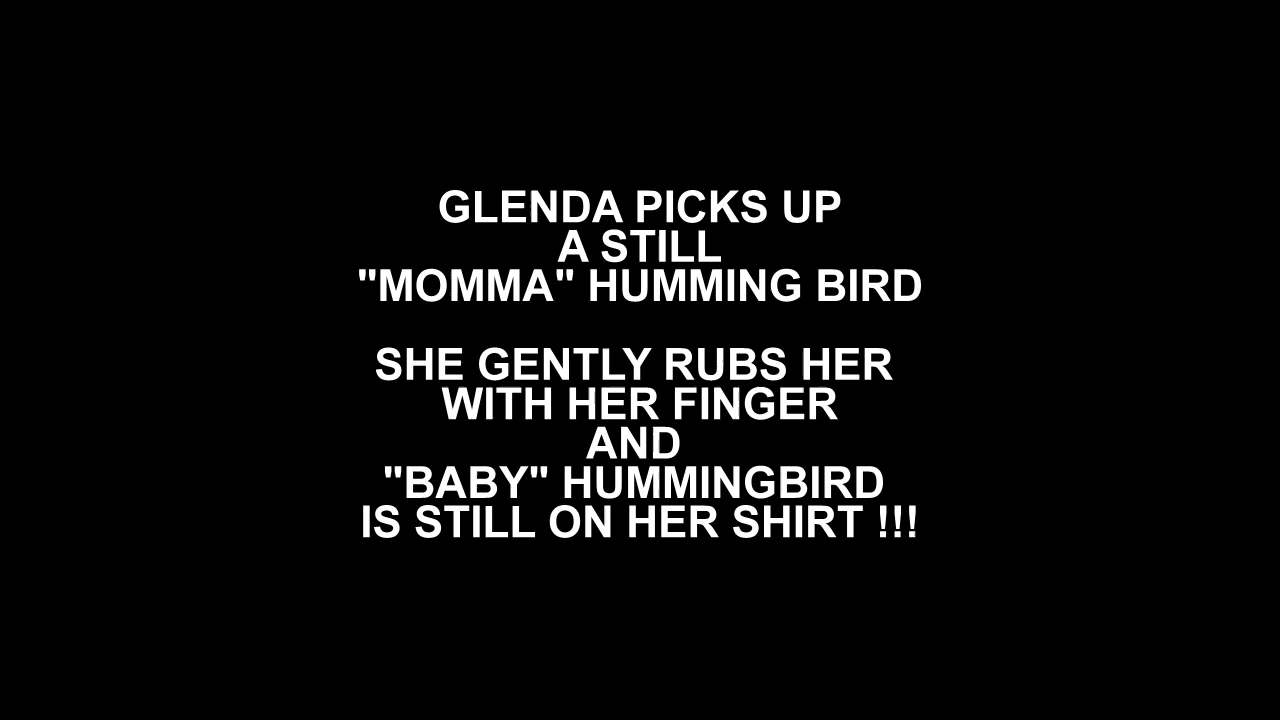 GLENDA PICKS UP
A STILL
"MOMMA" HUMMING BIRD
SHE GENTLY RUBS HER
WITH HER FINGER
AND
"BABY" HUMMINGBIRD
IS STILL ON HER SHIRT !!!